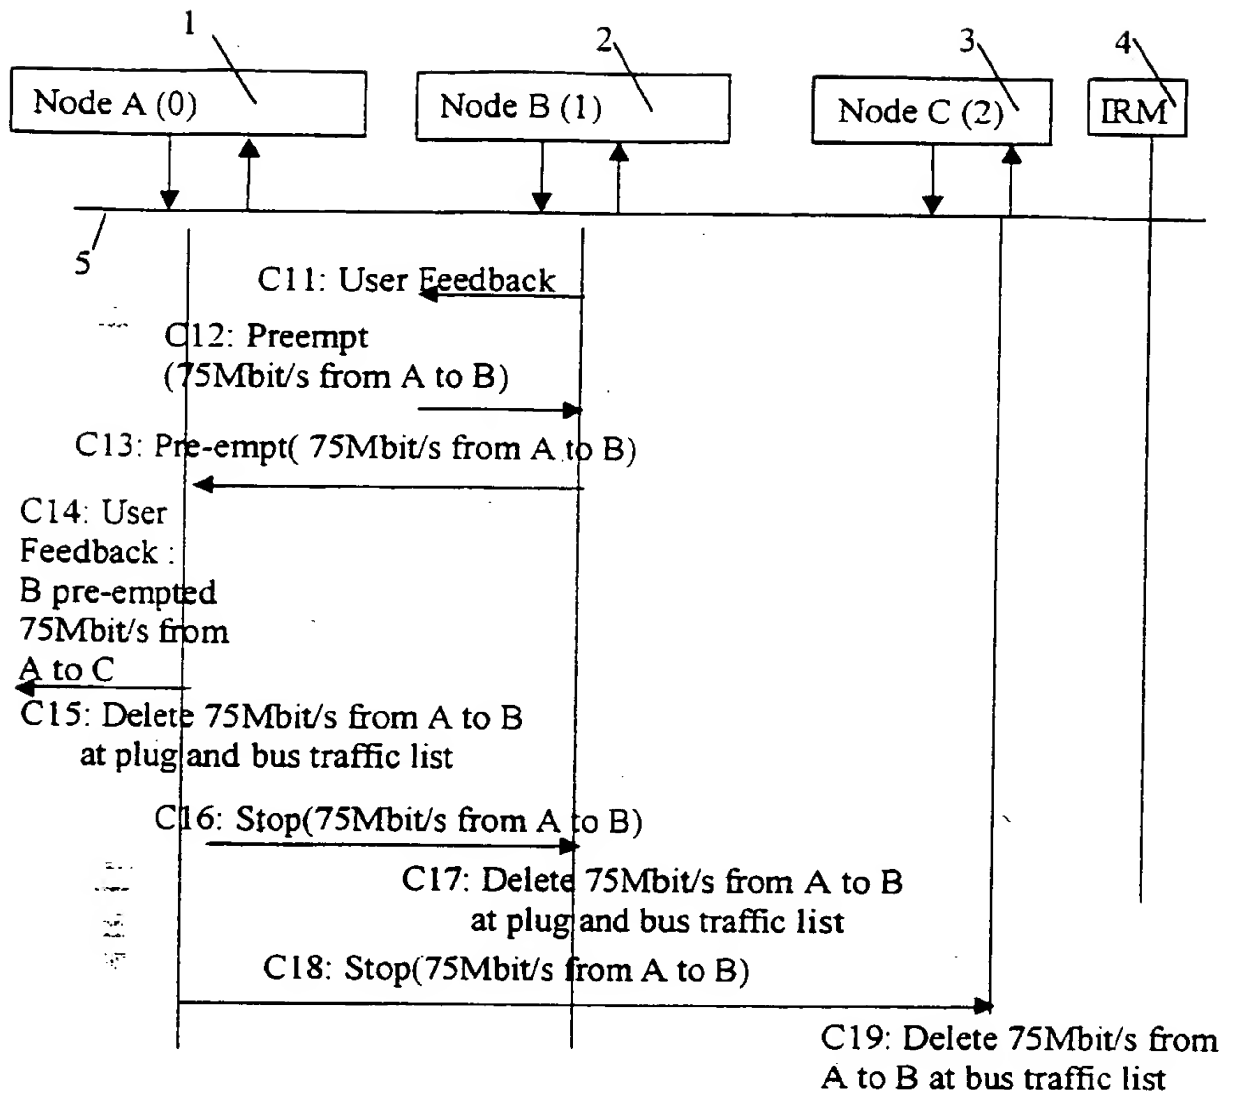 1
2
3
4
Node A (0)
Node B (1)
Node C (2)
IRM
5
C11: User Feedback
C12: Preempt
(75Mbit/s from A to B)
C13: Pre-empt( 75Mbit/s from A to B)
C14: User
Feedback :
B pre-empted
75Mbit/s from
A to C
C15: Delete 75Mbit/s from A to B
at plug and bus traffic list
C16: Stop(75Mbit/s from A to B)
C17: Delete 75Mbit/s from A to B
at plug and bus traffic list
C18: Stop(75Mbit/s from A to B)
C19: Delete 75Mbit/s from
A to B at bus traffic list